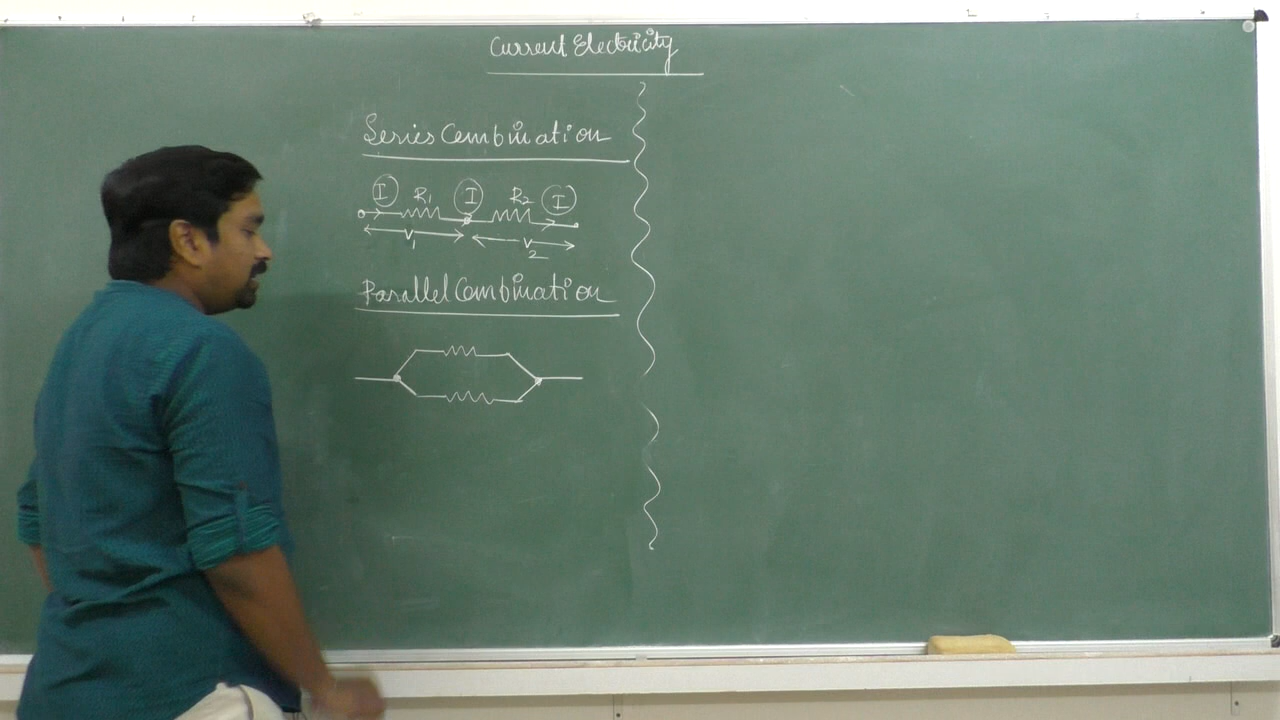 Current Electricity
Series Combination
I R1 I R2 I
V1 V2
Parallel Combination